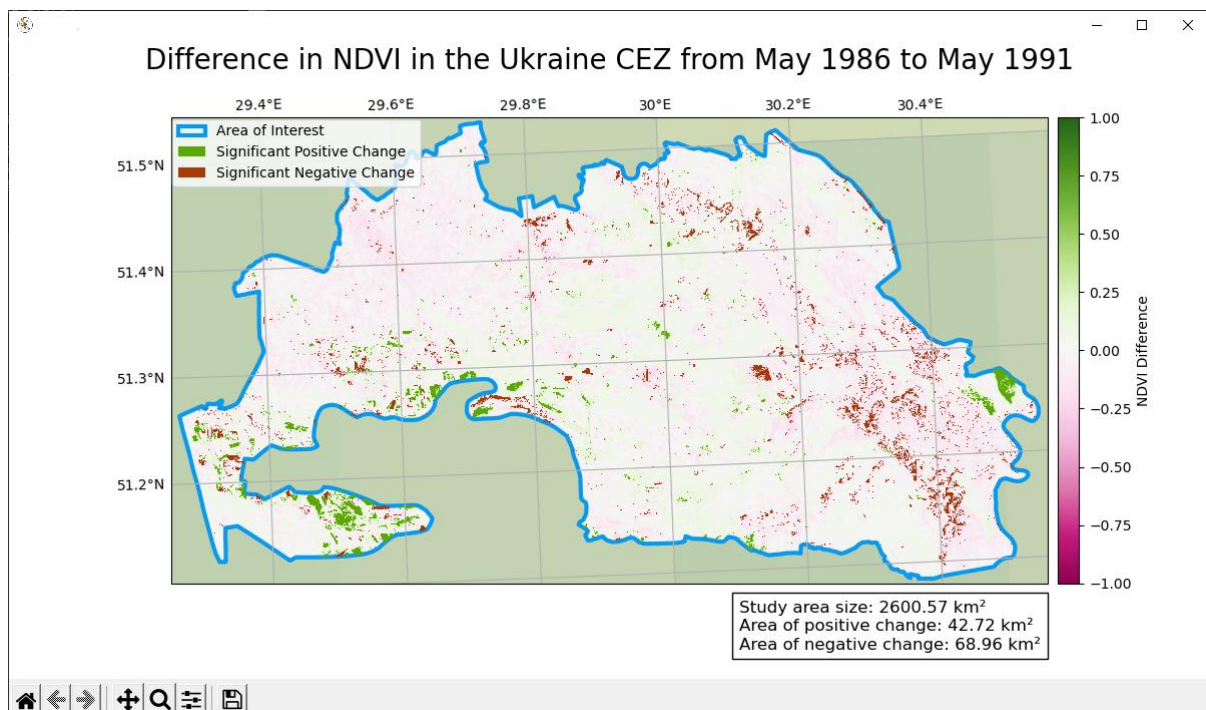 Difference in NDVI in the Ukraine CEZ from May 1986 to May 1991
29.4°E 29.6°E 29.8°E 30°E 30.2°E 30.4°E
Area of Interest
Significant Positive Change
Significant Negative Change
51.5°N
51.4°N
51.3°N
51.2°N
1.00
0.75
0.50
0.25
0.00
−0.25
−0.50
−0.75
−1.00
NDVI Difference
Study area size: 2600.57 km²
Area of positive change: 42.72 km²
Area of negative change: 68.96 km²